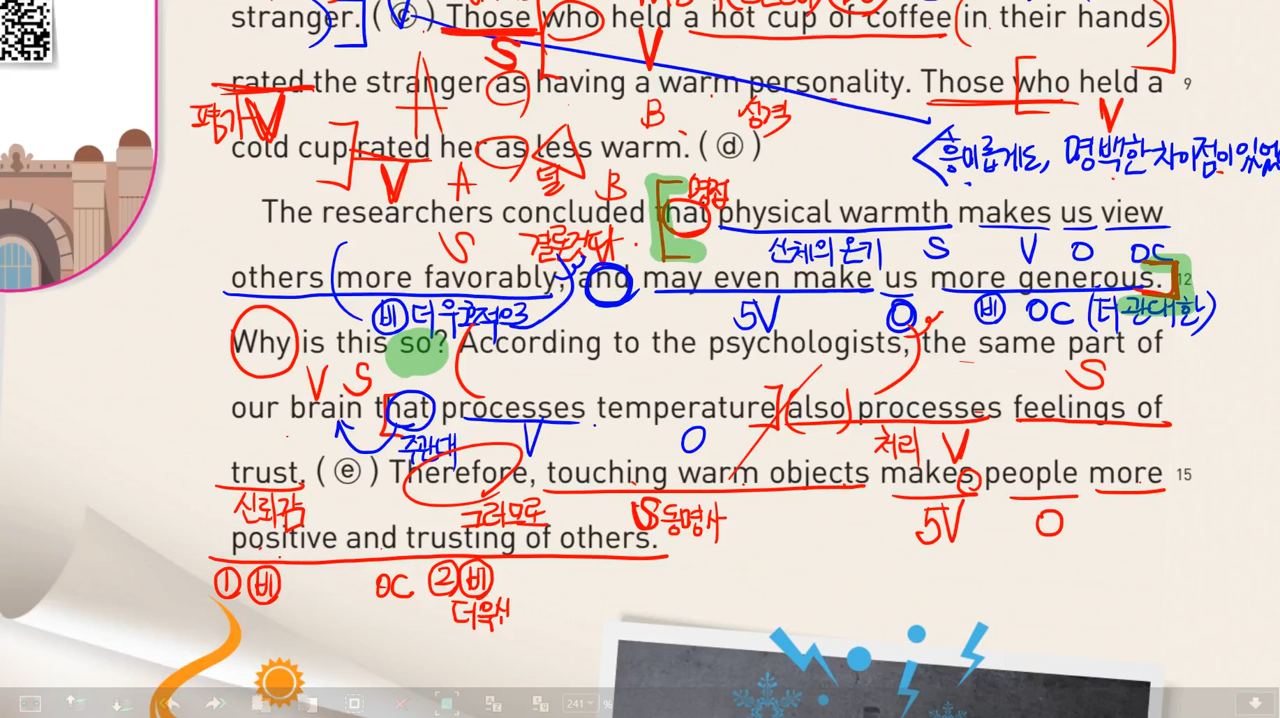 stranger. ( ⓒ ) Those who held a hot cup of coffee (in their hands)
S V
rated the stranger as having a warm personality. Those who held a 9
평가 V A B 성격 V
cold cup rated her as less warm. ( ⓓ )
흥미롭게도, 명백한 차이점이 있었
V A 덜 B 명접
The researchers concluded that physical warmth makes us view
S 결론짓다 신체의 온기 S V O OC
others (more favorably), and may even make us more generous. 12
비 더 우호적으로 5V O 비 OC (더 관대한)
Why is this so? According to the psychologists, the same part of
V S S
our brain that processes temperature (also) processes feelings of
주관대 V O 처리 V
trust. ( ⓔ ) Therefore, touching warm objects makes people more 15
신뢰감 그러므로 S 동명사 5V O
positive and trusting of others.
① 비 OC ② 비
241 %